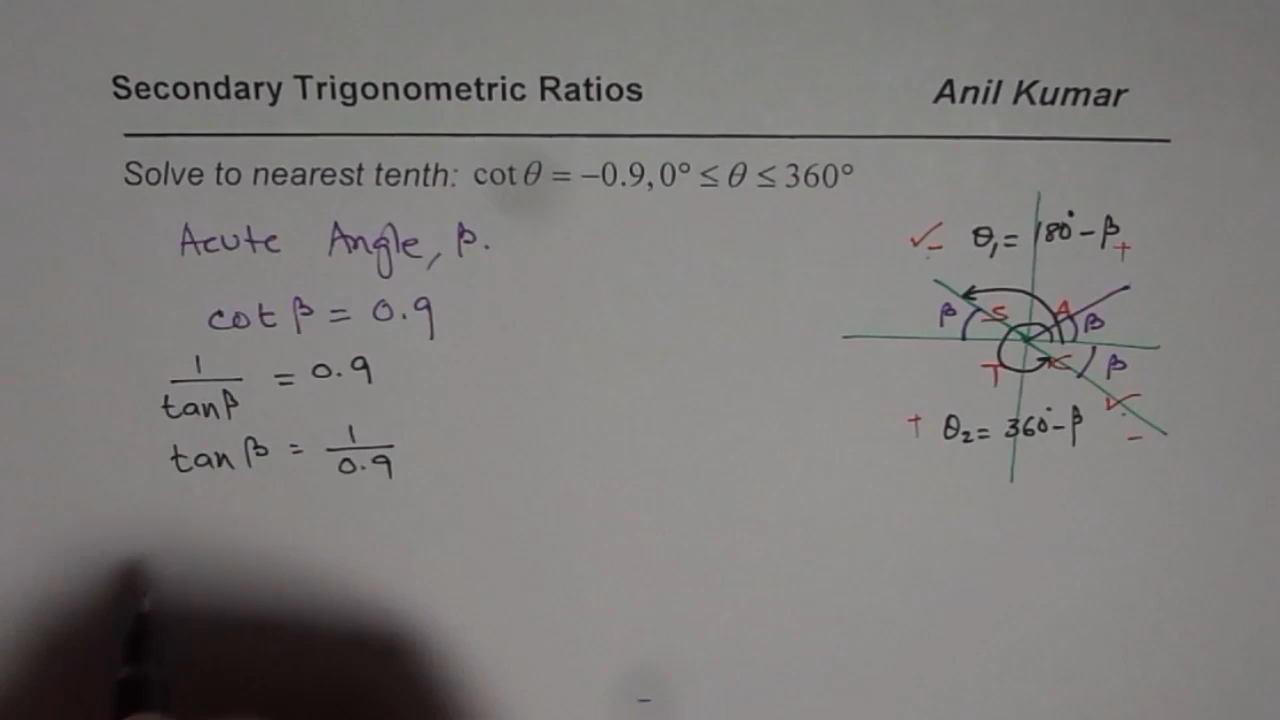 Secondary Trigonometric Ratios Anil Kumar
Solve to nearest tenth: cot θ = −0.9, 0° ≤ θ ≤ 360°
Acute Angle, β.
cot β = 0.9
1/tanβ = 0.9
tan β = 1/0.9
✓ − θ₁ = 180° − β +
β S A β
T C β
✓
+ θ₂ = 360° − β −